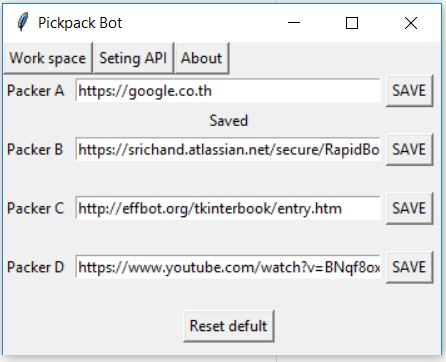 Pickpack Bot
Work space Seting API About
Packer A https://google.co.th SAVE
Saved
Packer B https://srichand.atlassian.net/secure/RapidBo SAVE
Packer C http://effbot.org/tkinterbook/entry.htm SAVE
Packer D https://www.youtube.com/watch?v=BNqf8ox SAVE
Reset defult